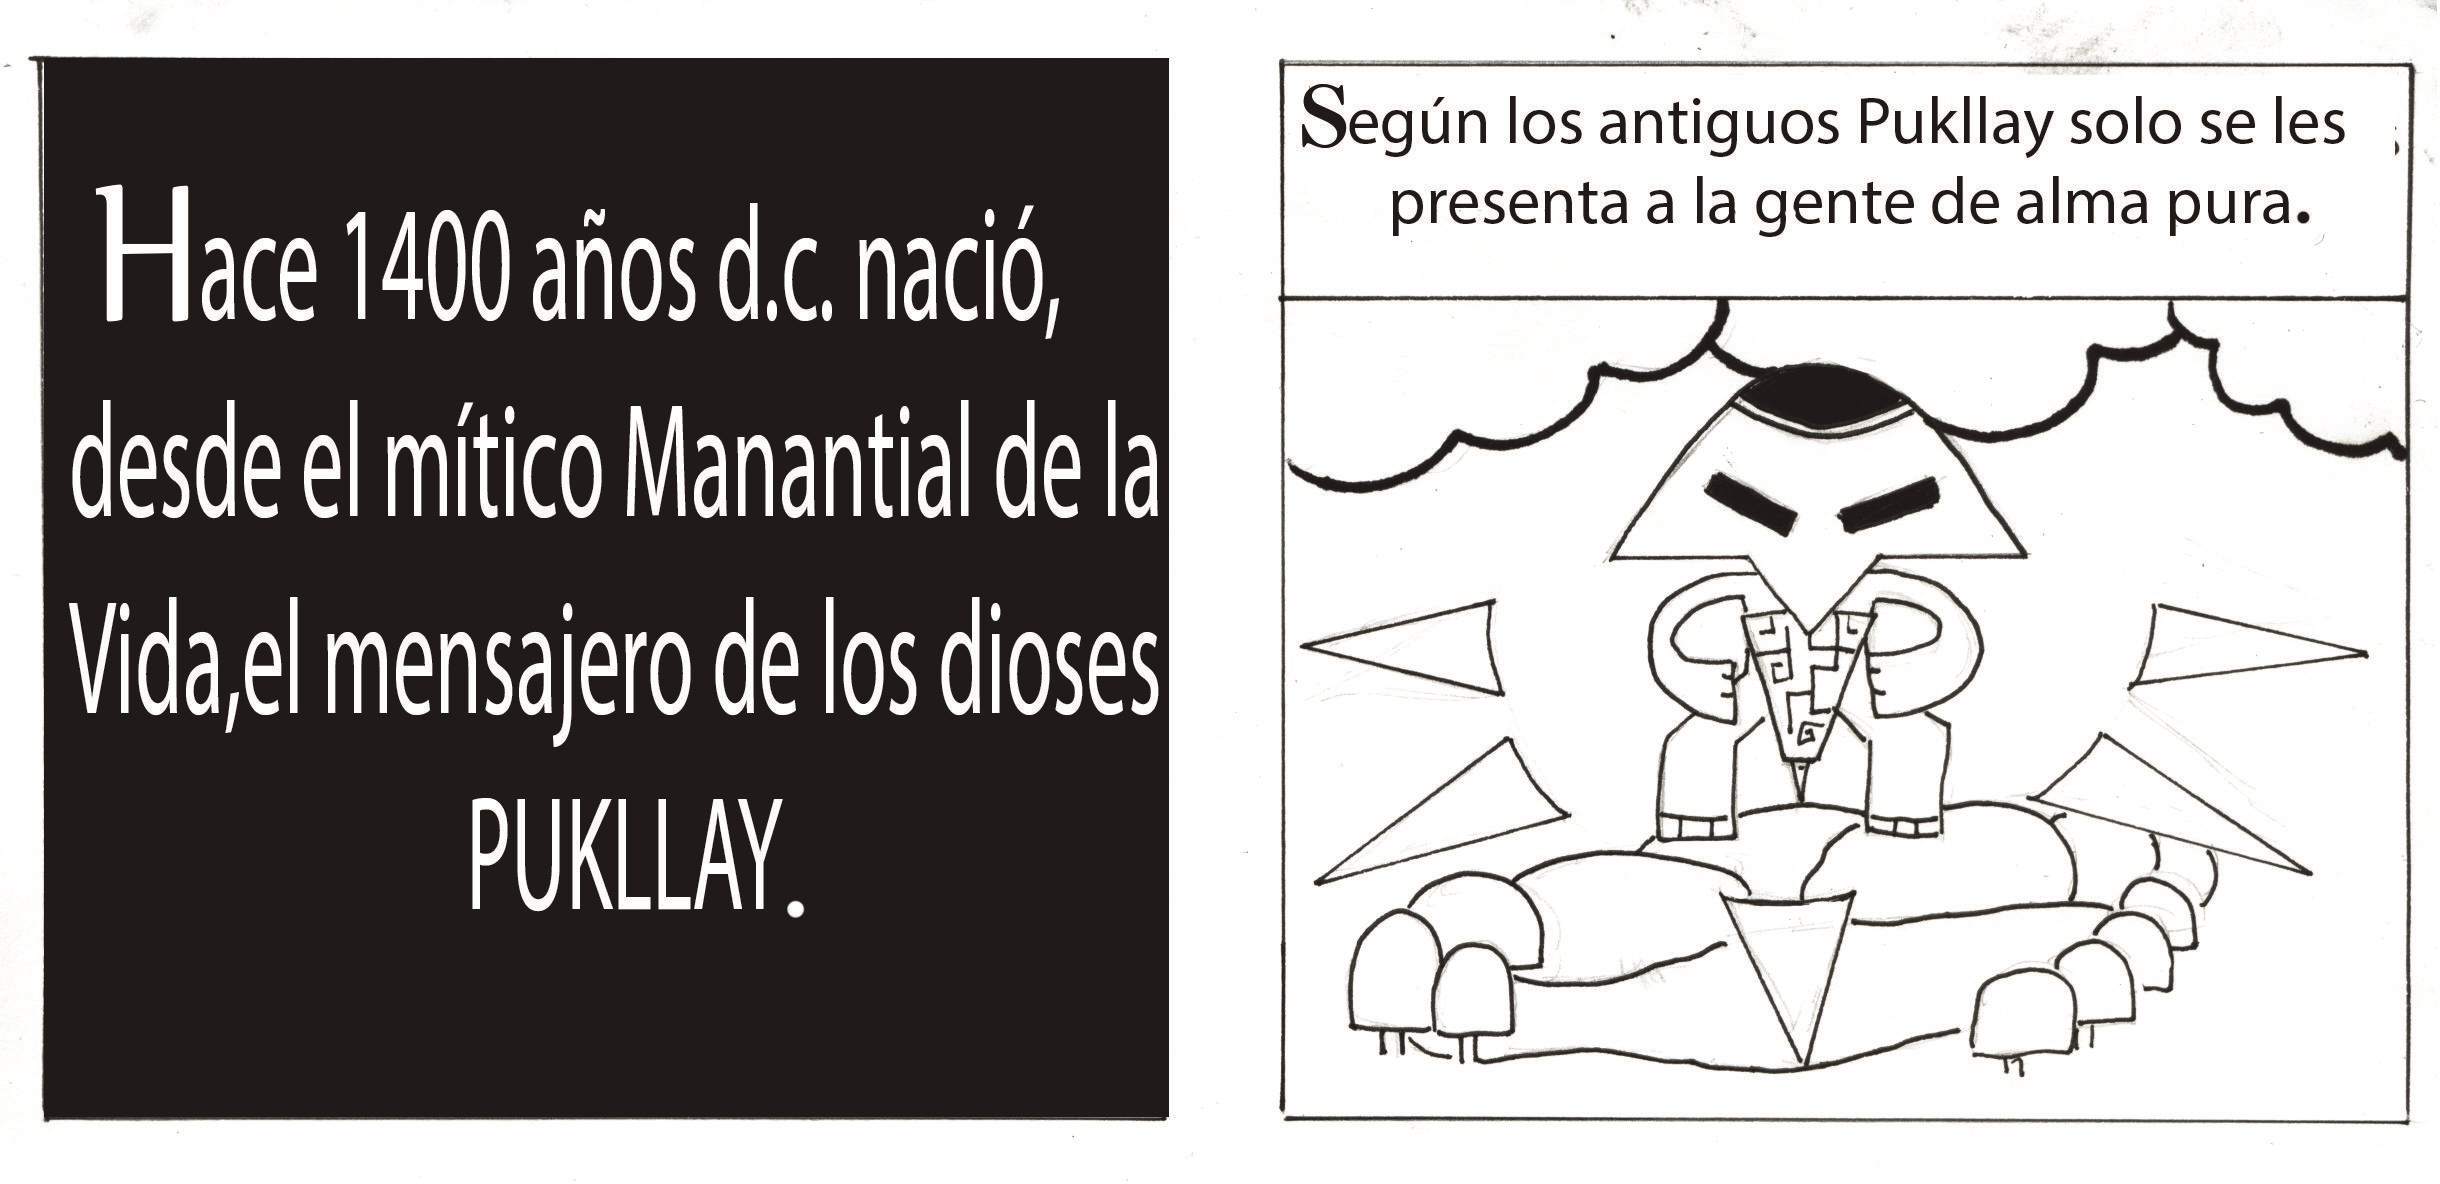 Hace 1400 años d.c. nació,
desde el mítico Manantial de la
Vida,el mensajero de los dioses
PUKLLAY.
Según los antiguos Pukllay solo se les
presenta a la gente de alma pura.